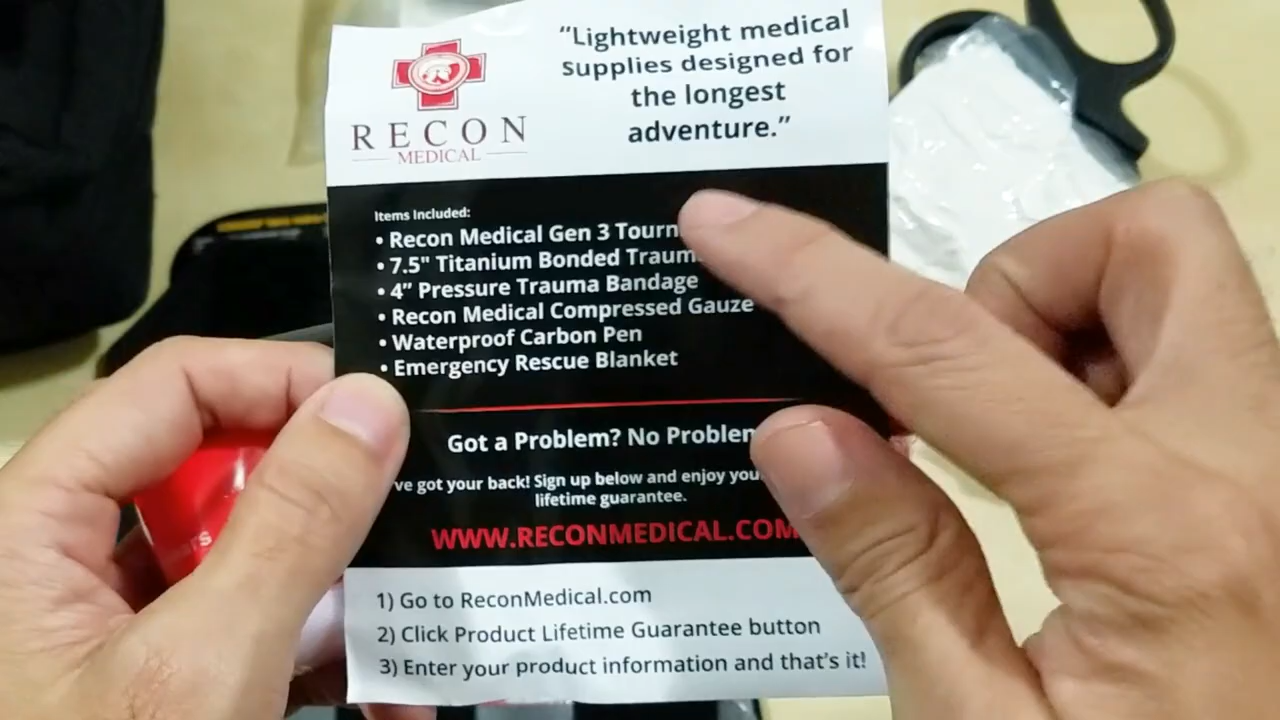 RECON
MEDICAL
“Lightweight medical
supplies designed for
the longest
adventure.”
Items Included:
• Recon Medical Gen 3 Tourn
• 7.5" Titanium Bonded Traum
• 4” Pressure Trauma Bandage
• Recon Medical Compressed Gauze
• Waterproof Carbon Pen
• Emergency Rescue Blanket
Got a Problem? No Problem
've got your back! Sign up below and enjoy you
lifetime guarantee.
WWW.RECONMEDICAL.COM
1) Go to ReconMedical.com
2) Click Product Lifetime Guarantee button
3) Enter your product information and that’s it!